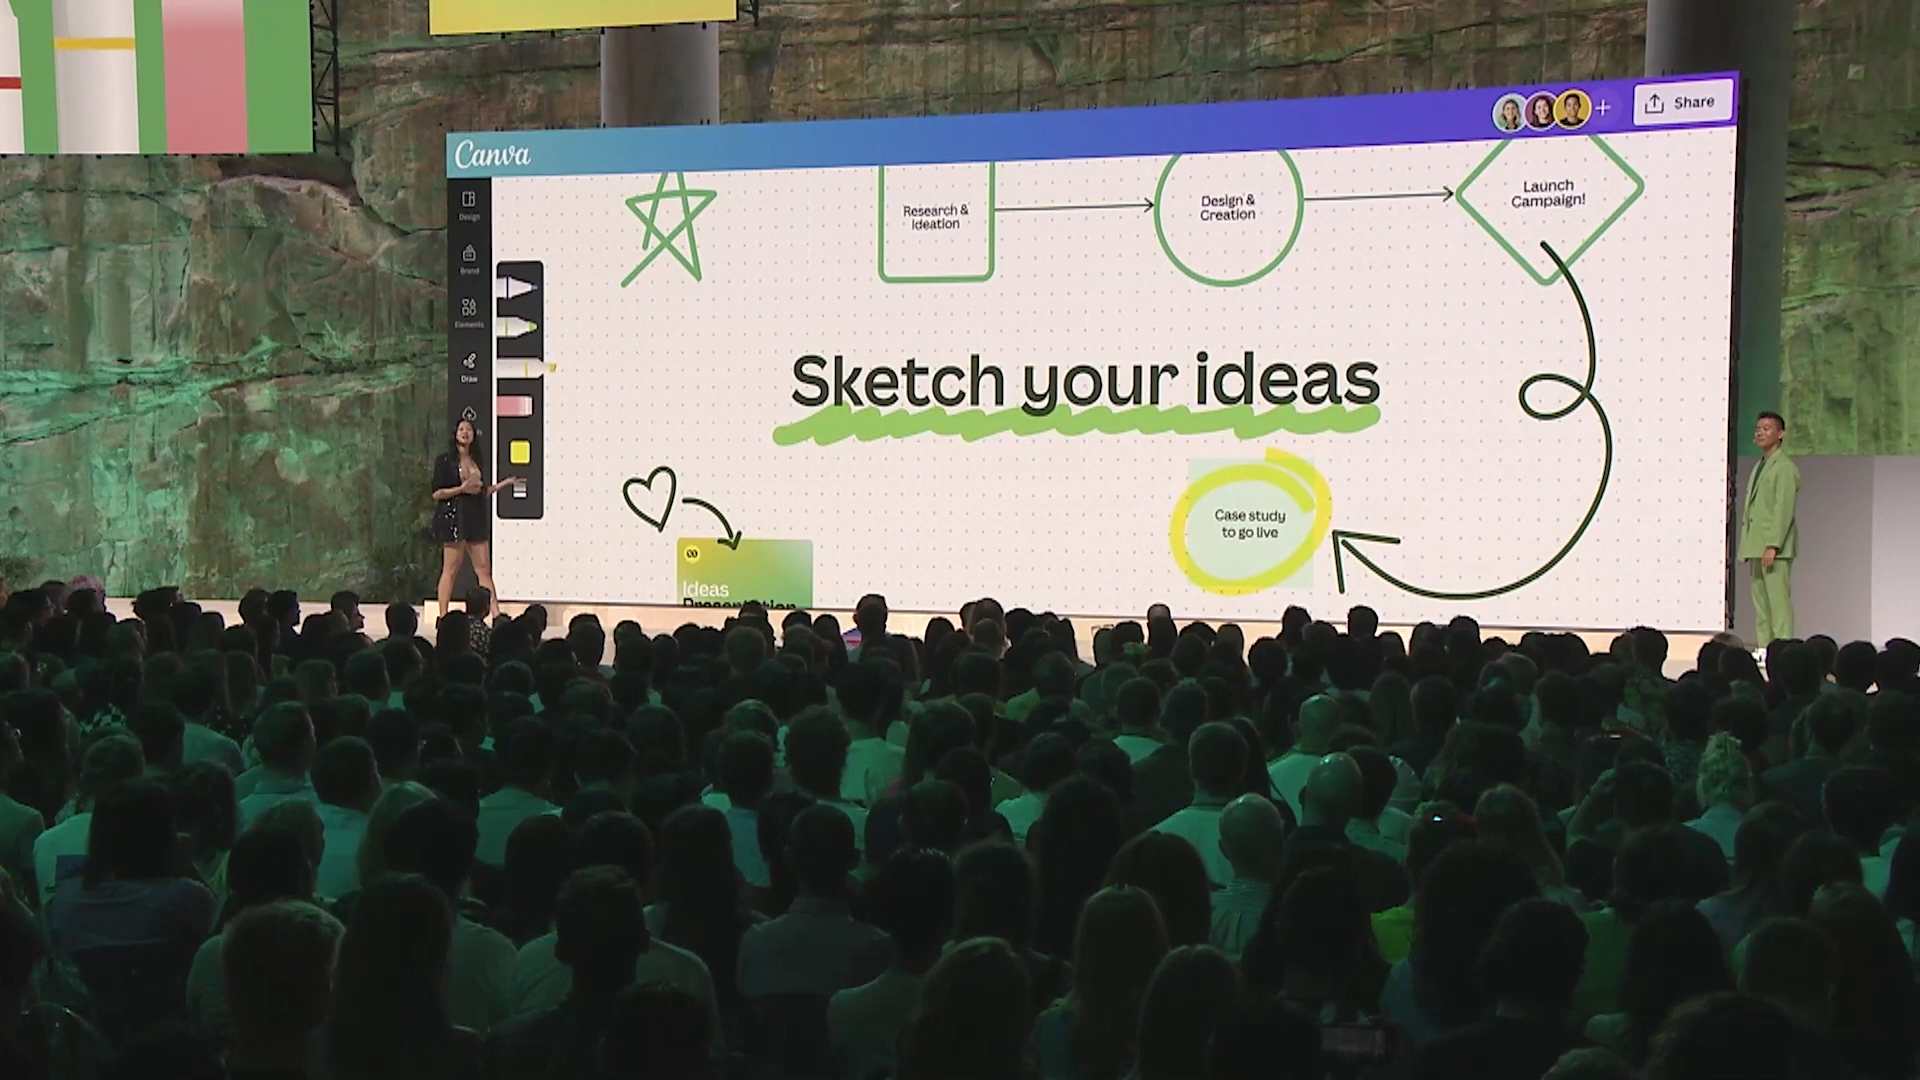 Canva
Share
Design
Brand
Elements
Draw
Research &
Ideation
Design &
Creation
Launch
Campaign!
Sketch your ideas
Case study
to go live
Ideas
Presentation